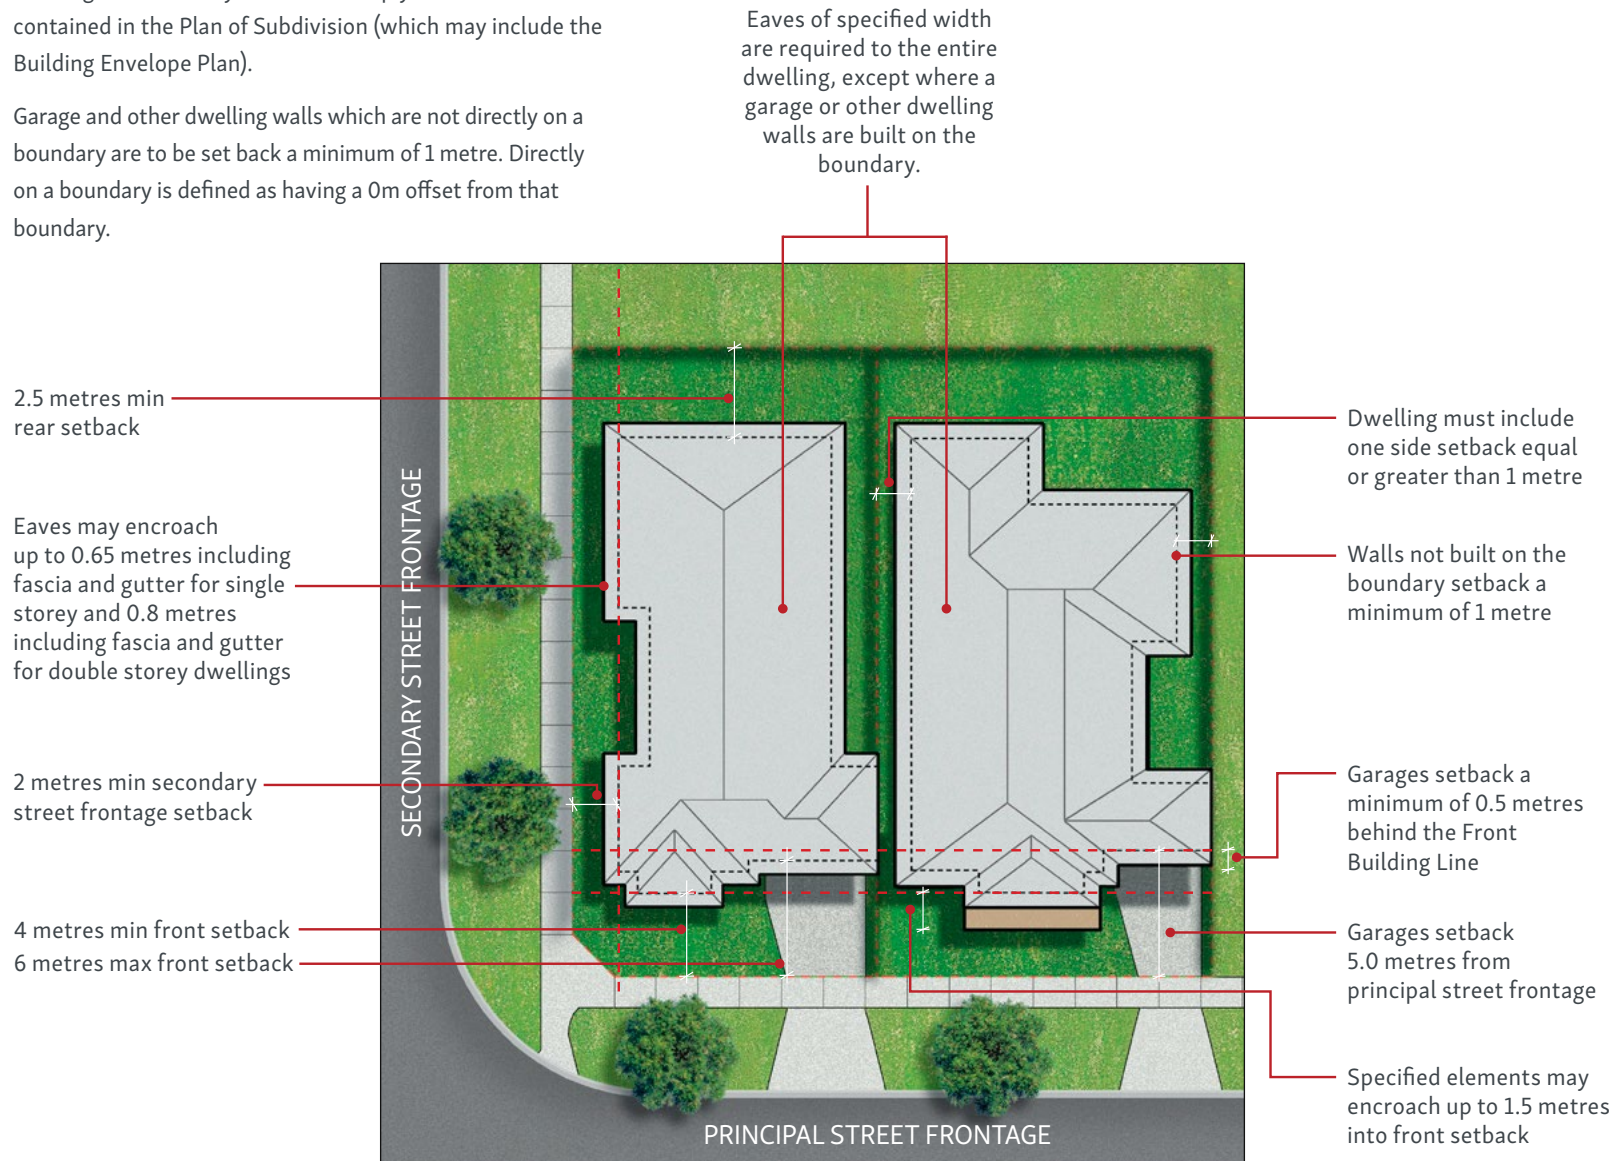 contained in the Plan of Subdivision (which may include the
Building Envelope Plan).
Garage and other dwelling walls which are not directly on a
boundary are to be set back a minimum of 1 metre. Directly
on a boundary is defined as having a 0m offset from that
boundary.
Eaves of specified width
are required to the entire
dwelling, except where a
garage or other dwelling
walls are built on the
boundary.
2.5 metres min
rear setback
Eaves may encroach
up to 0.65 metres including
fascia and gutter for single
storey and 0.8 metres
including fascia and gutter
for double storey dwellings
2 metres min secondary
street frontage setback
4 metres min front setback
6 metres max front setback
SECONDARY STREET FRONTAGE
PRINCIPAL STREET FRONTAGE
Dwelling must include
one side setback equal
or greater than 1 metre
Walls not built on the
boundary setback a
minimum of 1 metre
Garages setback a
minimum of 0.5 metres
behind the Front
Building Line
Garages setback
5.0 metres from
principal street frontage
Specified elements may
encroach up to 1.5 metres
into front setback